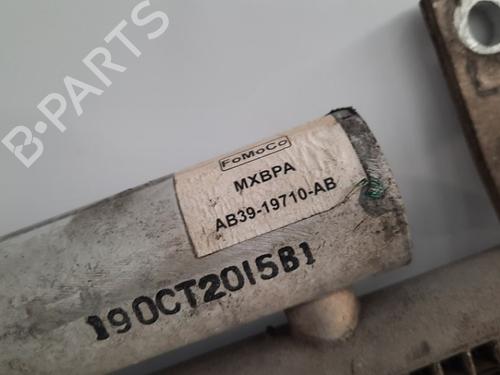 B-PARTS
FoMoCo
MXBPA
AB39-19710-AB
19OCT2015B1